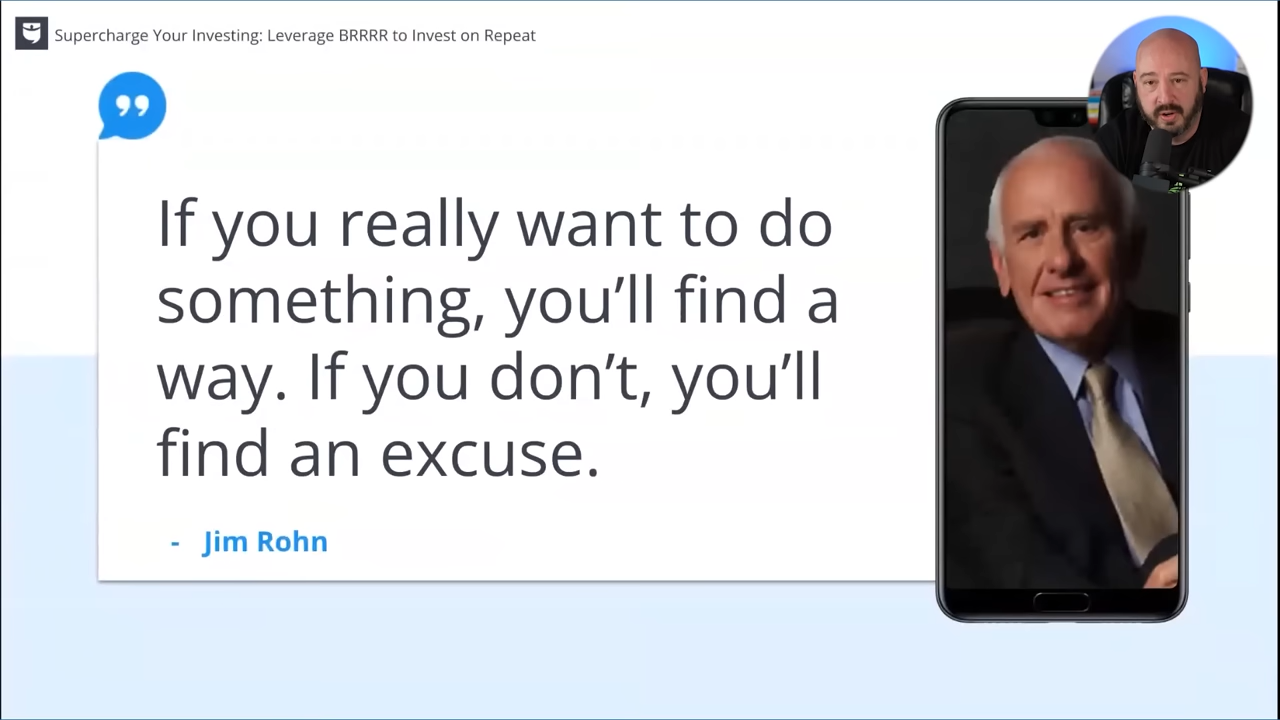 Supercharge Your Investing: Leverage BRRRR to Invest on Repeat
If you really want to do
something, you’ll find a
way. If you don’t, you’ll
find an excuse.
- Jim Rohn